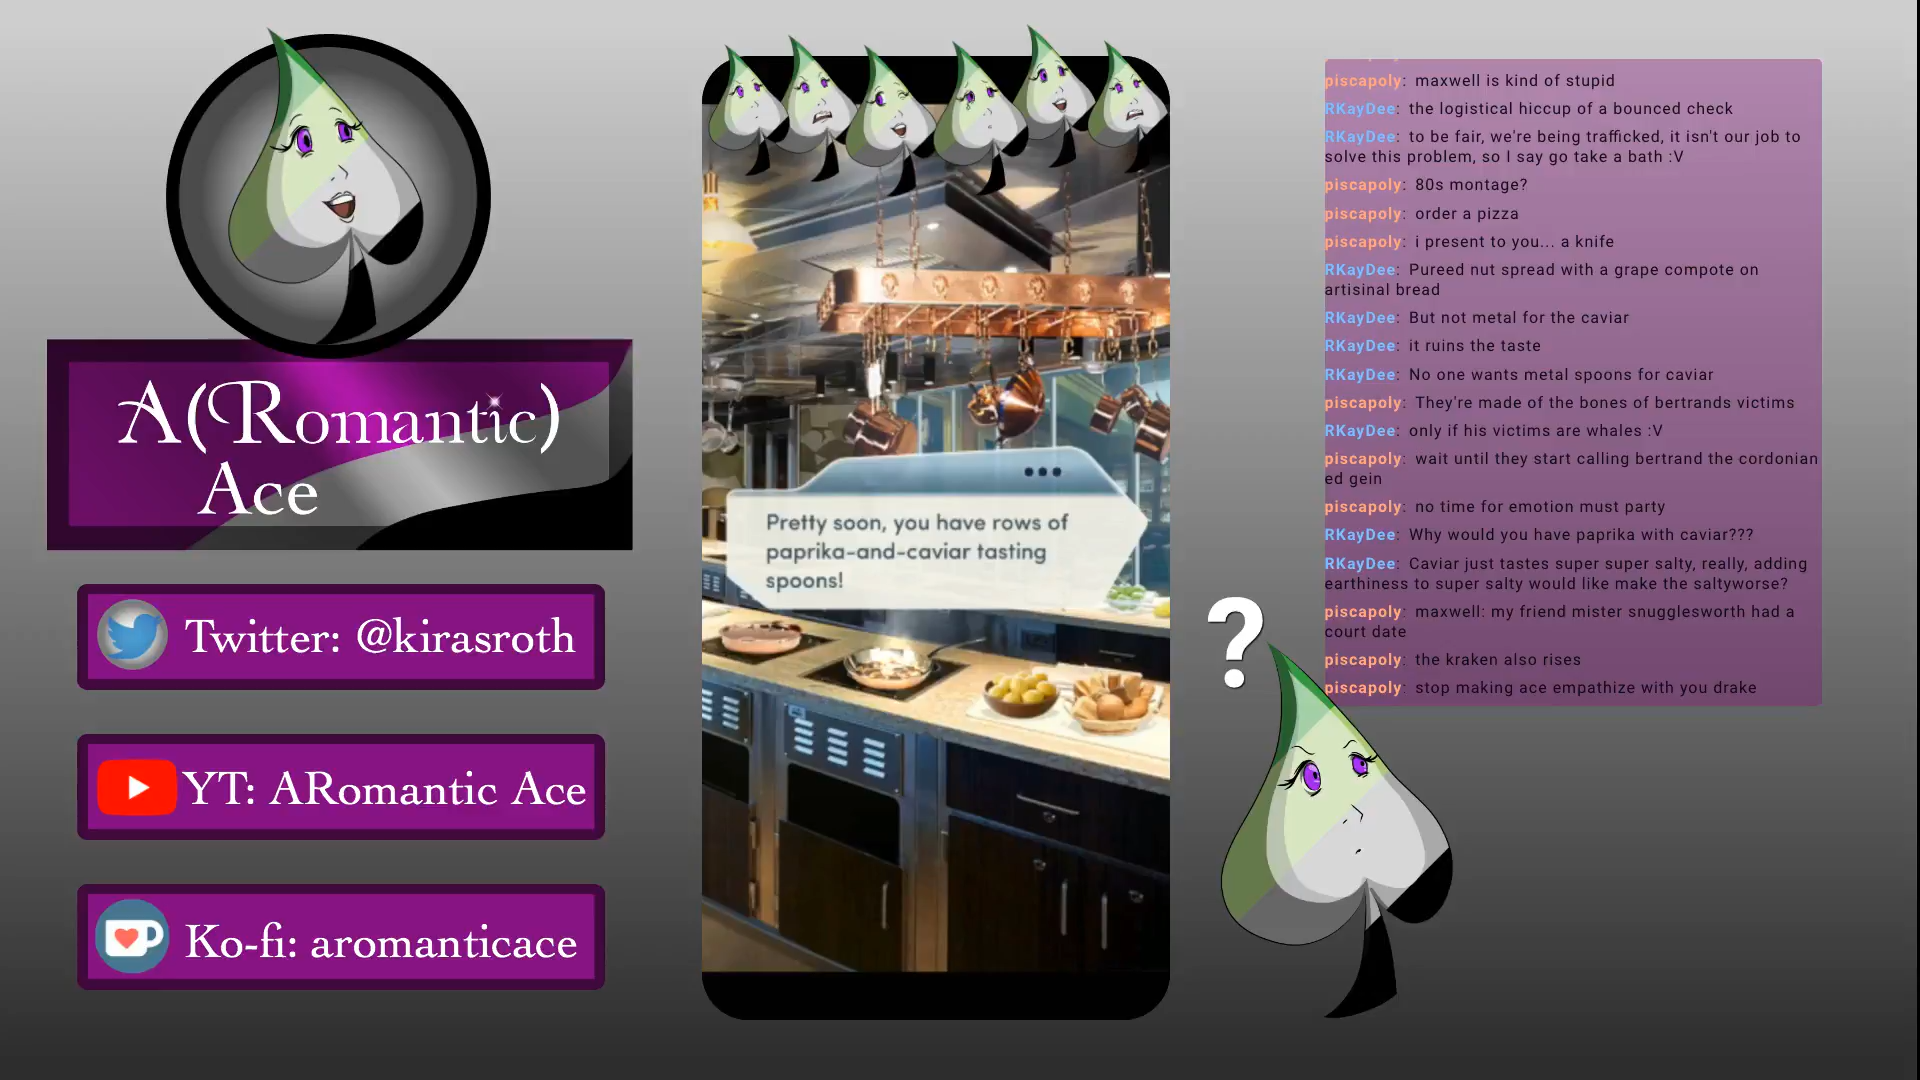 A(Romantic)
Ace
Twitter: @kirasroth
YT: ARomantic Ace
Ko-fi: aromanticace
Pretty soon, you have rows of
paprika-and-caviar tasting
spoons!
?
piscapoly: maxwell is kind of stupid
RKayDee: the logistical hiccup of a bounced check
RKayDee: to be fair, we're being trafficked, it isn't our job to
solve this problem, so I say go take a bath :V
piscapoly: 80s montage?
piscapoly: order a pizza
piscapoly: i present to you... a knife
RKayDee: Pureed nut spread with a grape compote on
artisinal bread
RKayDee: But not metal for the caviar
RKayDee: it ruins the taste
RKayDee: No one wants metal spoons for caviar
piscapoly: They're made of the bones of bertrands victims
RKayDee: only if his victims are whales :V
piscapoly: wait until they start calling bertrand the cordonian
ed gein
piscapoly: no time for emotion must party
RKayDee: Why would you have paprika with caviar???
RKayDee: Caviar just tastes super super salty, really, adding
earthiness to super salty would like make the saltyworse?
piscapoly: maxwell: my friend mister snugglesworth had a
court date
piscapoly: the kraken also rises
piscapoly: stop making ace empathize with you drake